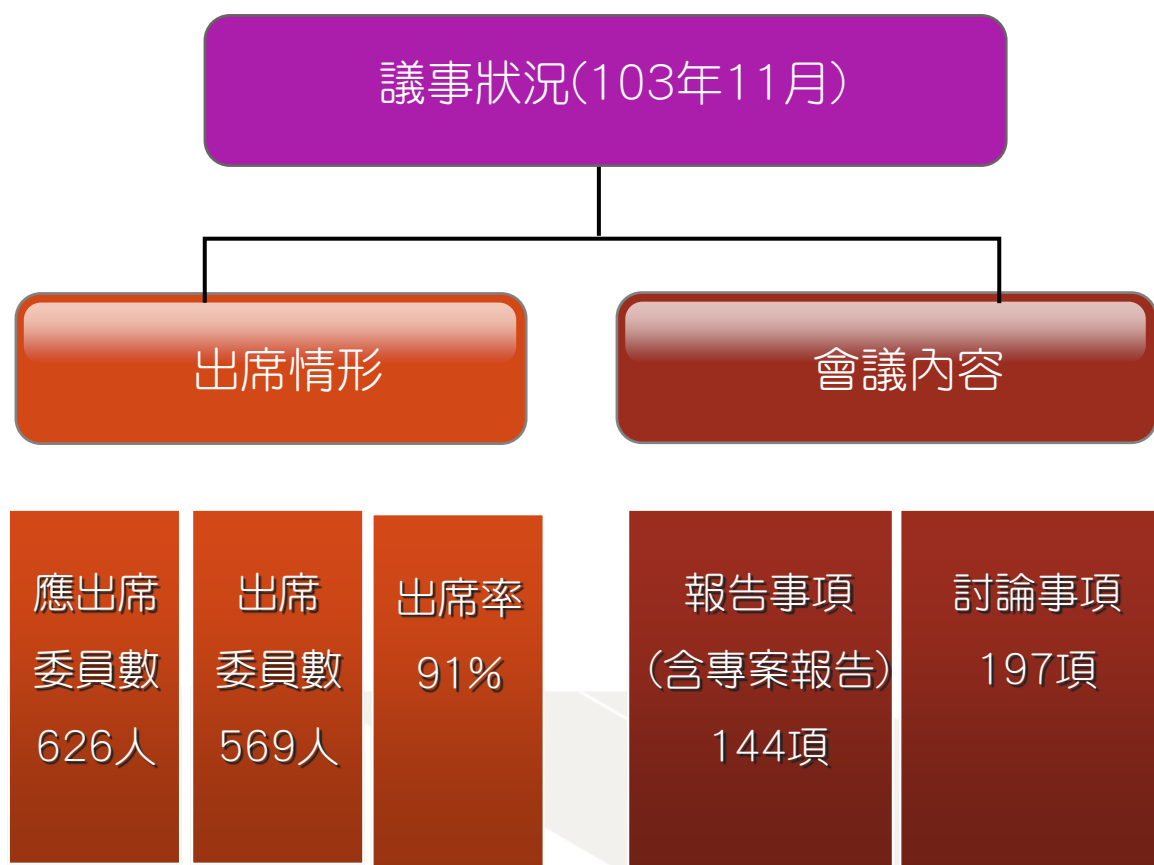 議事狀況(103年11月)
出席情形
會議內容
應出席
委員數
626人
出席
委員數
569人
出席率
91%
報告事項
(含專案報告)
144項
討論事項
197項